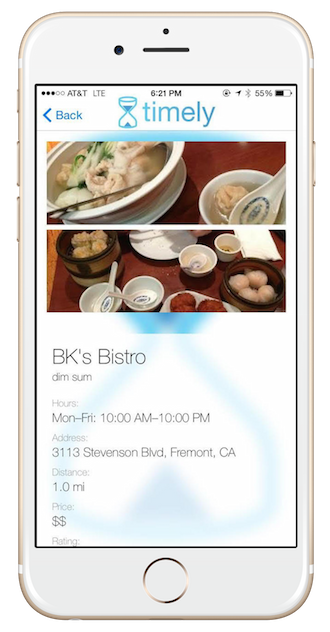 AT&T LTE 6:21 PM 55%
Back timely
BK's Bistro
dim sum
Hours:
Mon–Fri: 10:00 AM–10:00 PM
Address:
3113 Stevenson Blvd, Fremont, CA
Distance:
1.0 mi
Price:
$$
Rating: